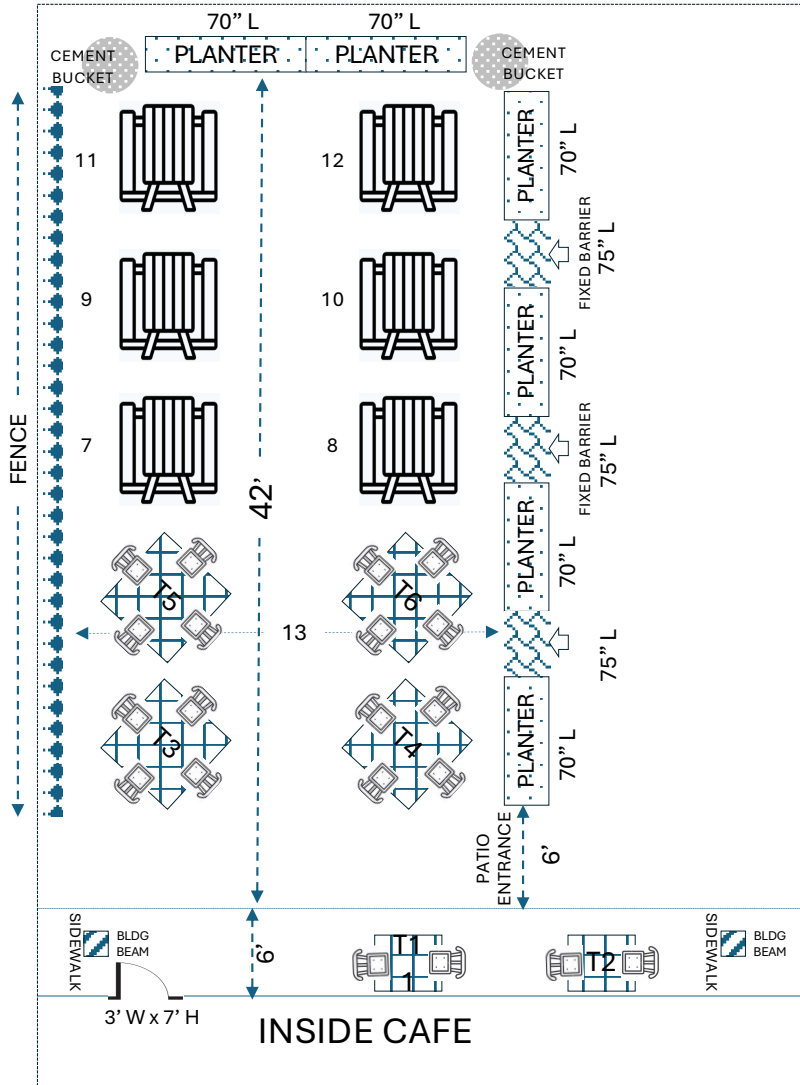 70” L
70” L
CEMENT
BUCKET
PLANTER
PLANTER
CEMENT
BUCKET
11
12
PLANTER
70” L
FIXED BARRIER
75” L
9
10
PLANTER
70” L
FENCE
7
8
42’
FIXED BARRIER
75” L
PLANTER
70” L
T5
T6
13
75” L
T3
T4
PLANTER
70” L
PATIO
ENTRANCE
6’
SIDEWALK
BLDG
BEAM
6’
T1
1
T2
SIDEWALK
BLDG
BEAM
3’ W x 7’ H
INSIDE CAFE